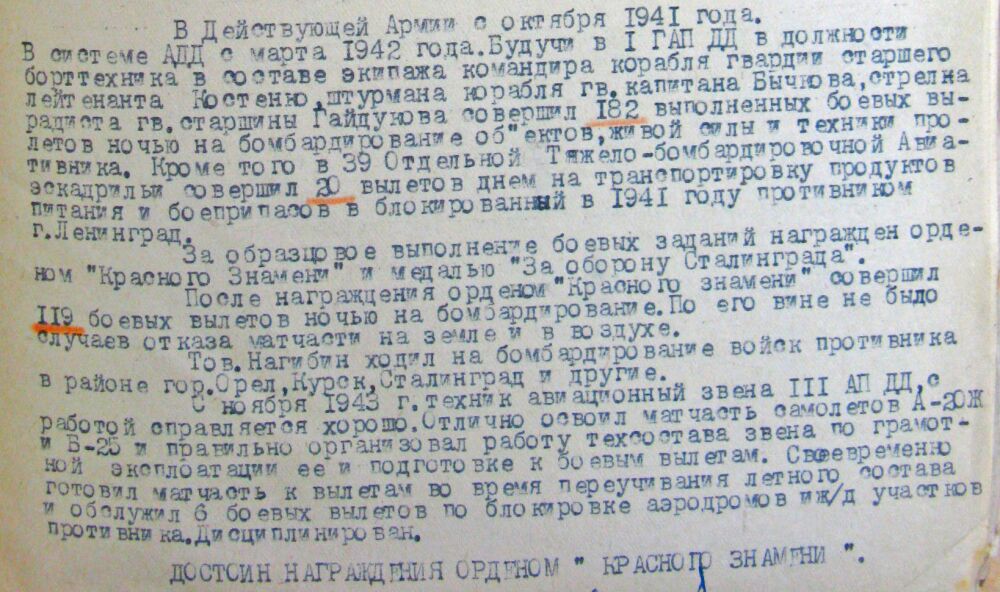 В Действующей Армии с октября 1941 года.
В системе АДД с марта 1942 года.Будучи в I ГАП ДД в должности
борттехника в составе экипажа командира корабля гвардии старшего
лейтенанта Костенко,штурмана корабля гв.капитана Бычкова,стрелка
радиста гв.старшины Гайдукова совершил 182 выполненных боевых вы-
летов ночью на бомбардирование об"ектов,живой силы и техники про-
тивника. Кроме того в 39 Отдельной Тяжело-бомбардировочной Авиа-
эскадрильи совершил 20 вылетов днем на транспортировку продуктов
питания и боеприпасов в блокированный в 1941 году противником
г.Ленинград.
За образцовое выполнение боевых заданий награжден орде-
ном "Красного Знамени" и медалью "За оборону Сталинграда".
После награждения орденом "Красного знамени" совершил
119 боевых вылетов ночью на бомбардирование.По его вине не было
случаев отказа матчасти на земле и в воздухе.
Тов.Нагибин ходил на бомбардирование войск противника
в районе гор.Орел,Курск,Сталинград и другие.
С ноября 1943 г.техник авиационный звена III АП ДД,с
работой справляется хорошо.Отлично освоил матчасть самолетов А-20Ж
и Б-25 и правильно организовал работу техсостава звена по грамот-
ной эксплоатации ее и подготовке к боевым вылетам. Своевременно
готовил матчасть к вылетам во время переучивания летного состава
и обслужил 6 боевых вылетов по блокировке аэродромов иж/д участков
противника.Дисциплинирован.
ДОСТОИН НАГРАЖДЕНИЯ ОРДЕНОМ " КРАСНОГО ЗНАМЕНИ ".